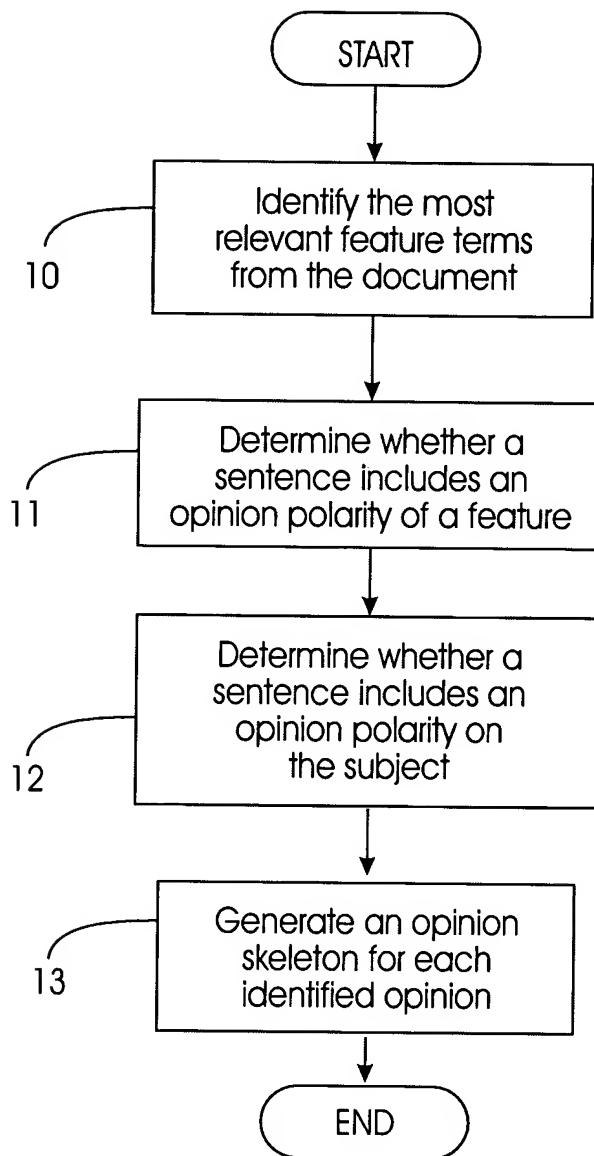 START
Identify the most
relevant feature terms
from the document
10
Determine whether a
sentence includes an
opinion polarity of a feature
11
Determine whether a
sentence includes an
opinion polarity on
the subject
12
Generate an opinion
skeleton for each
identified opinion
13
END